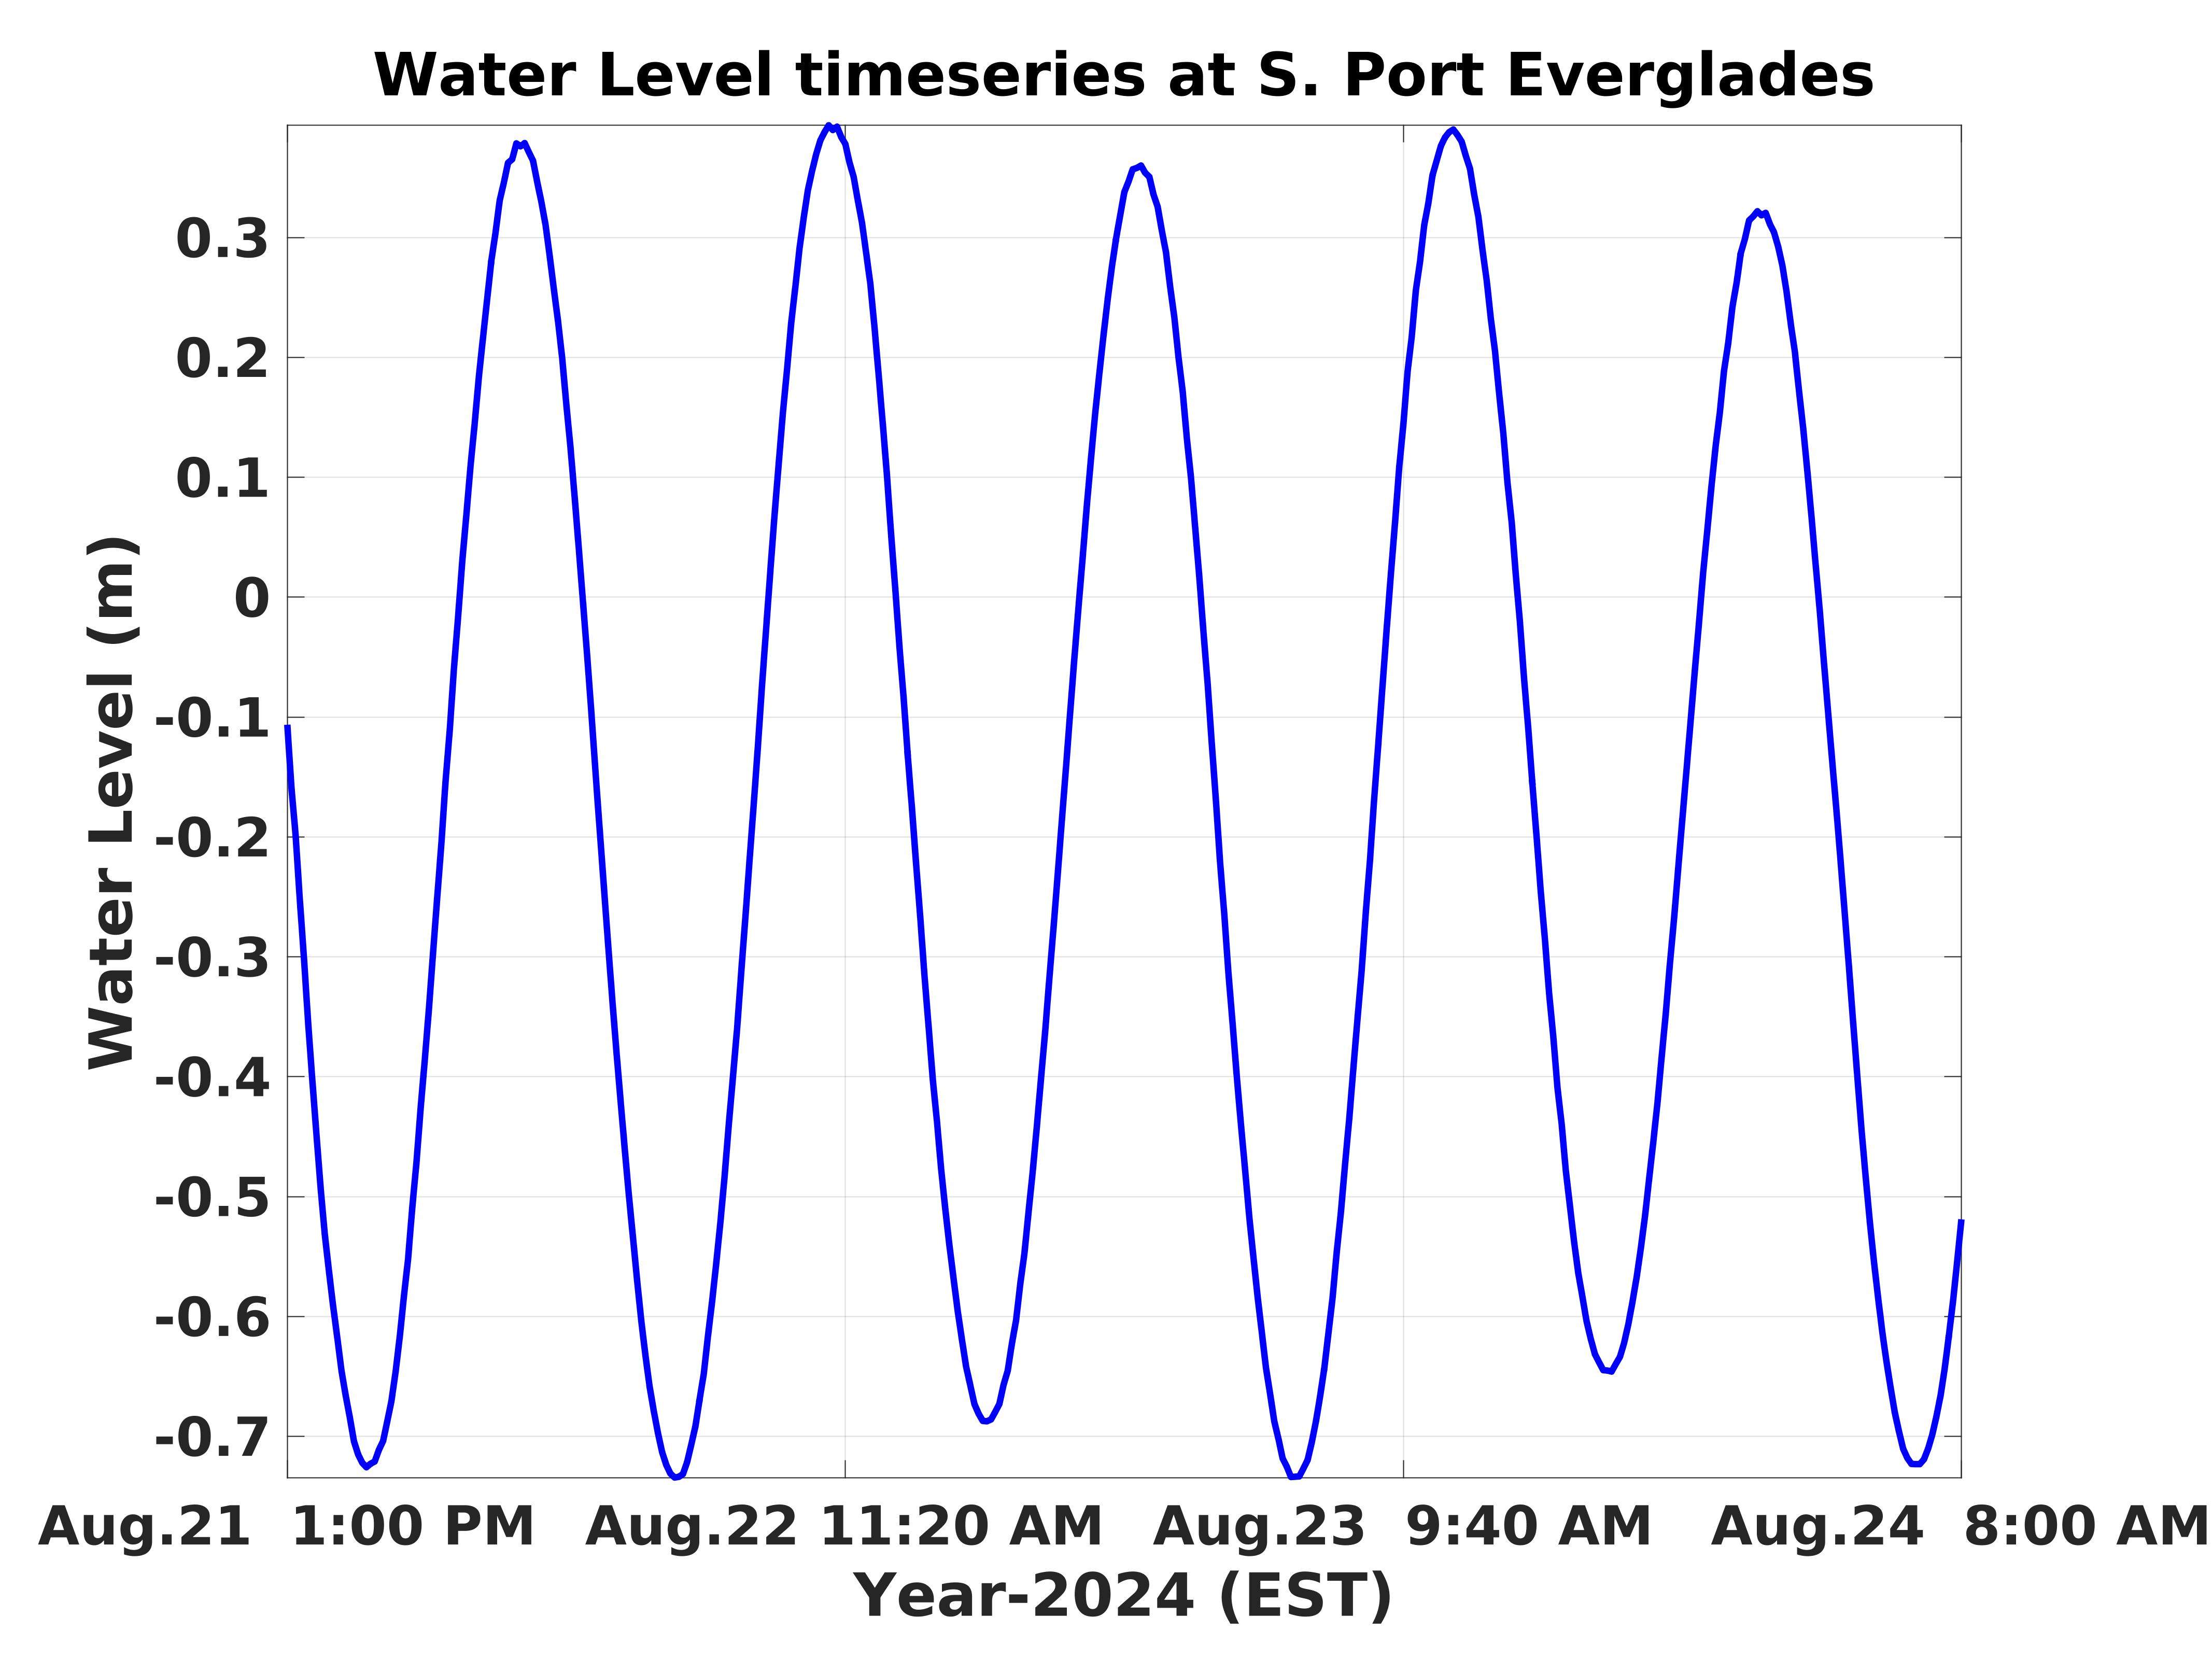 Water Level timeseries at S. Port Everglades
Water Level (m)
0.3
0.2
0.1
0
-0.1
-0.2
-0.3
-0.4
-0.5
-0.6
-0.7
Aug.21 1:00 PM Aug.22 11:20 AM Aug.23 9:40 AM Aug.24 8:00 AM
Year-2024 (EST)